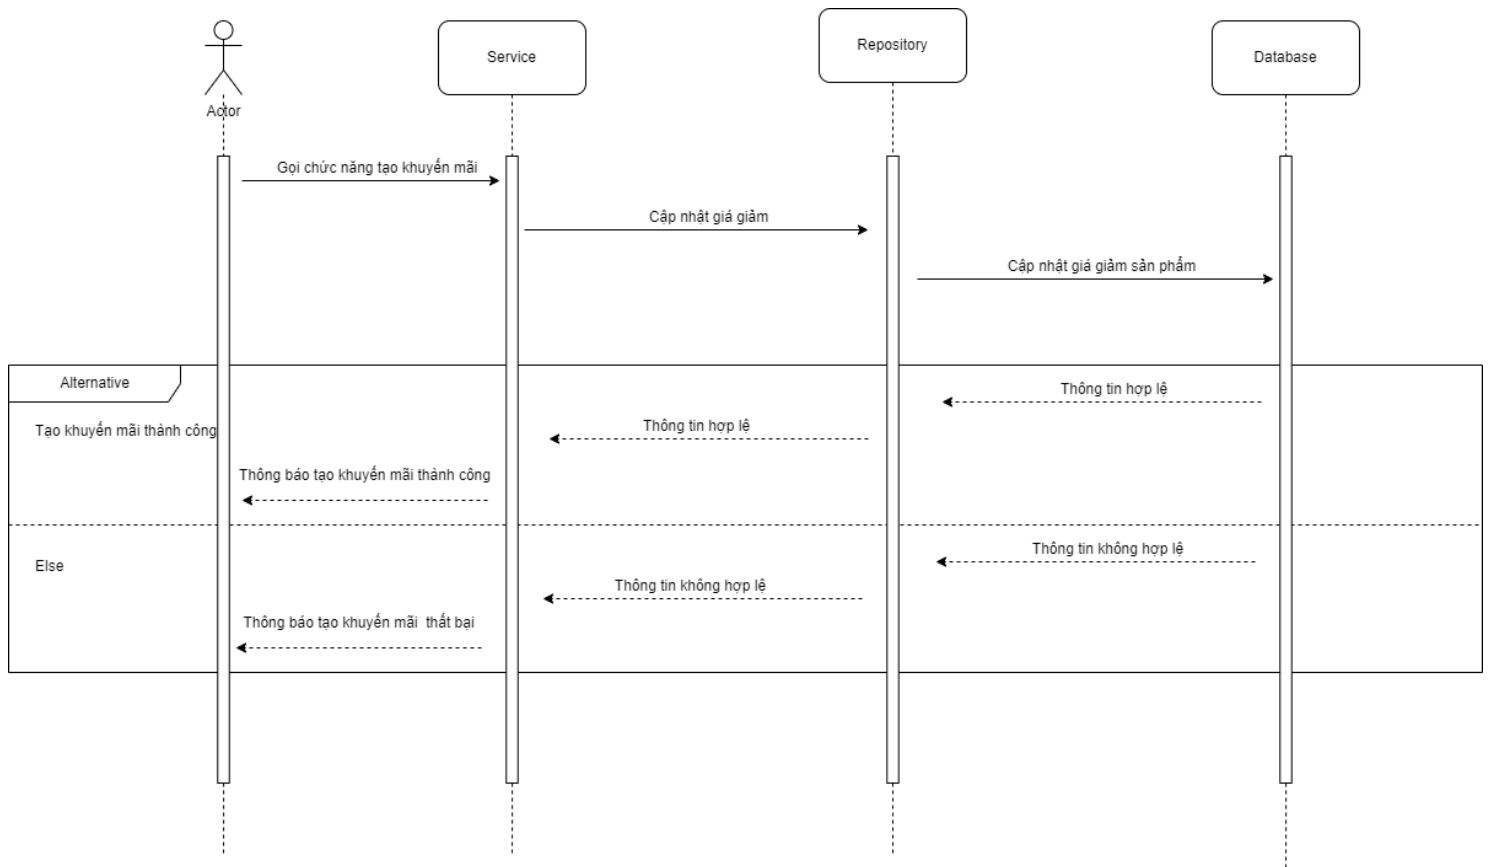 Actor
Service
Repository
Database
Gọi chức năng tạo khuyến mãi
Cập nhật giá giảm
Cập nhật giá giảm sản phẩm
Alternative
Thông tin hợp lệ
Tạo khuyến mãi thành công
Thông tin hợp lệ
Thông báo tạo khuyến mãi thành công
Else
Thông tin không hợp lệ
Thông tin không hợp lệ
Thông báo tạo khuyến mãi  thất bại